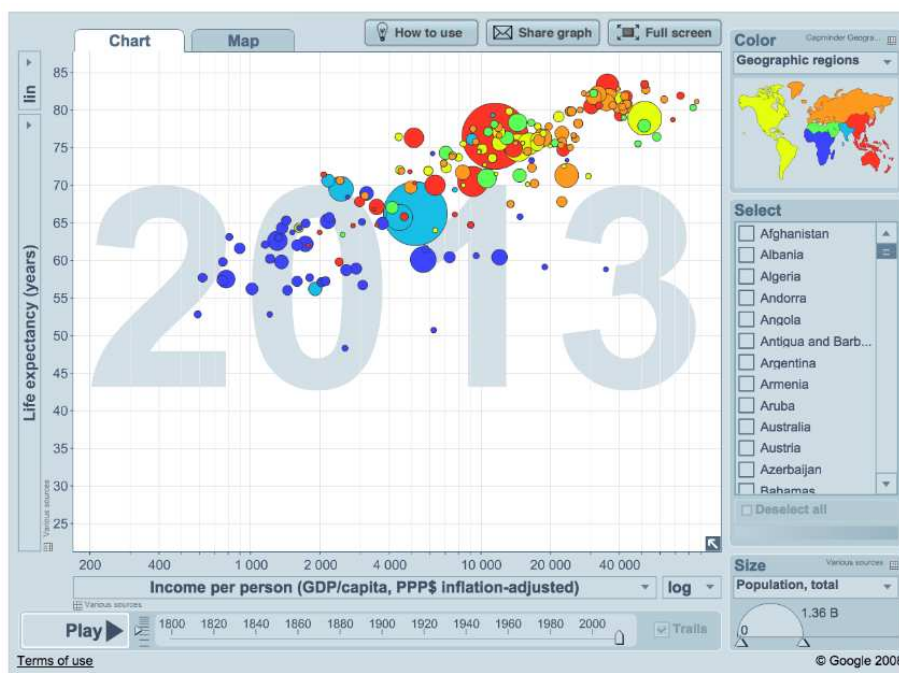 Chart
Map
How to use
Share graph
Full screen
Color
Geographic regions
lin
Life expectancy (years)
85
80
75
70
65
60
55
50
45
40
35
30
25
2013
200
400
1 000
2 000
4 000
10 000
20 000
40 000
Various sources
Income per person (GDP/capita, PPP$ inflation-adjusted)
log
Various sources
Play
1800
1820
1840
1860
1880
1900
1920
1940
1960
1980
2000
Trails
Select
Afghanistan
Albania
Algeria
Andorra
Angola
Antigua and Barb...
Argentina
Armenia
Aruba
Australia
Austria
Azerbaijan
Bahamas
Deselect all
Size
Various sources
Population, total
1.36 B
0
Terms of use
© Google 2008